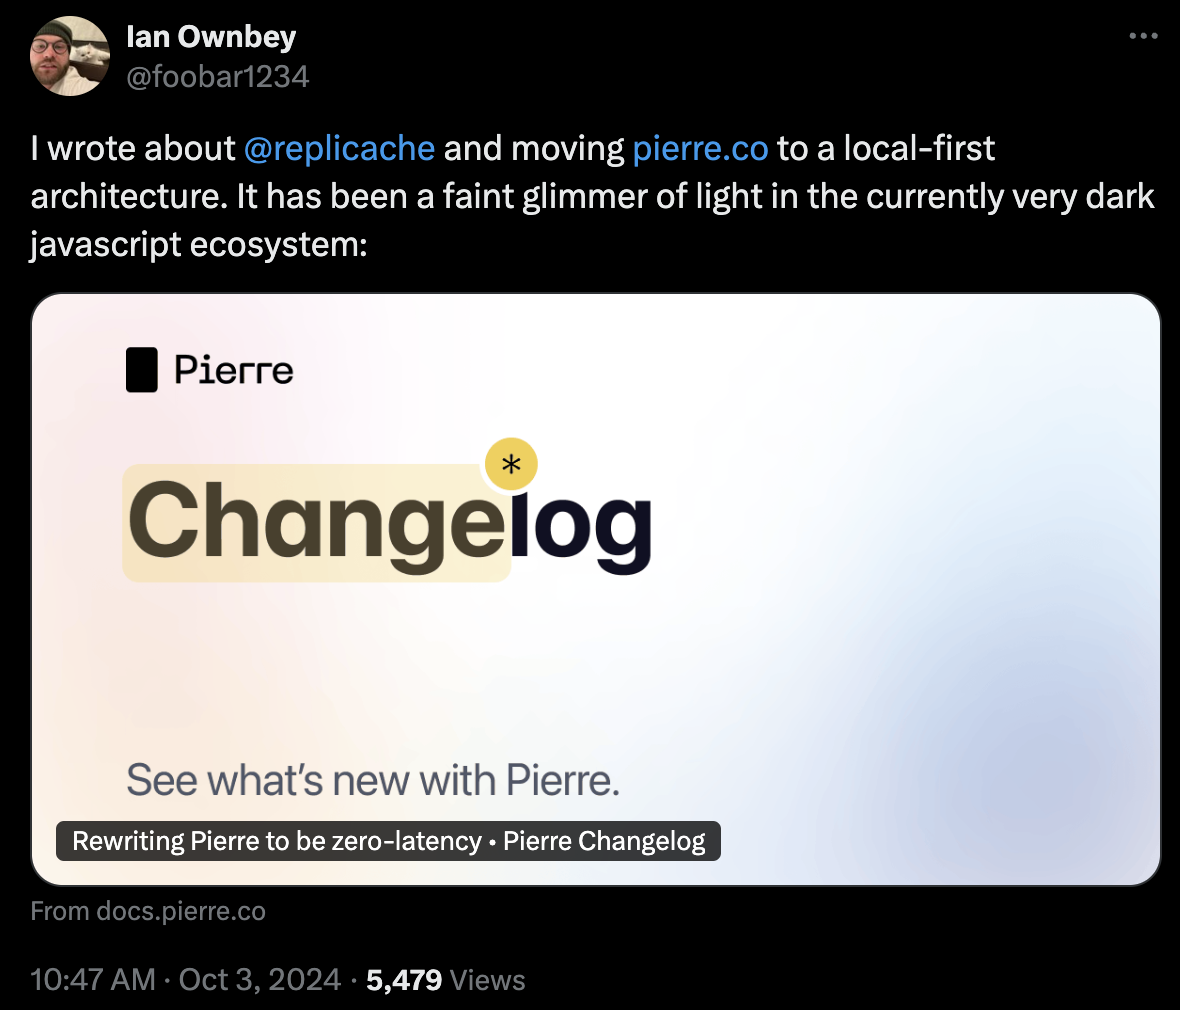 Ian Ownbey
@foobar1234
I wrote about @replicache and moving pierre.co to a local-first
architecture. It has been a faint glimmer of light in the currently very dark
javascript ecosystem:
Pierre
*
Changelog
See what's new with Pierre.
Rewriting Pierre to be zero-latency • Pierre Changelog
From docs.pierre.co
10:47 AM · Oct 3, 2024 · 5,479 Views